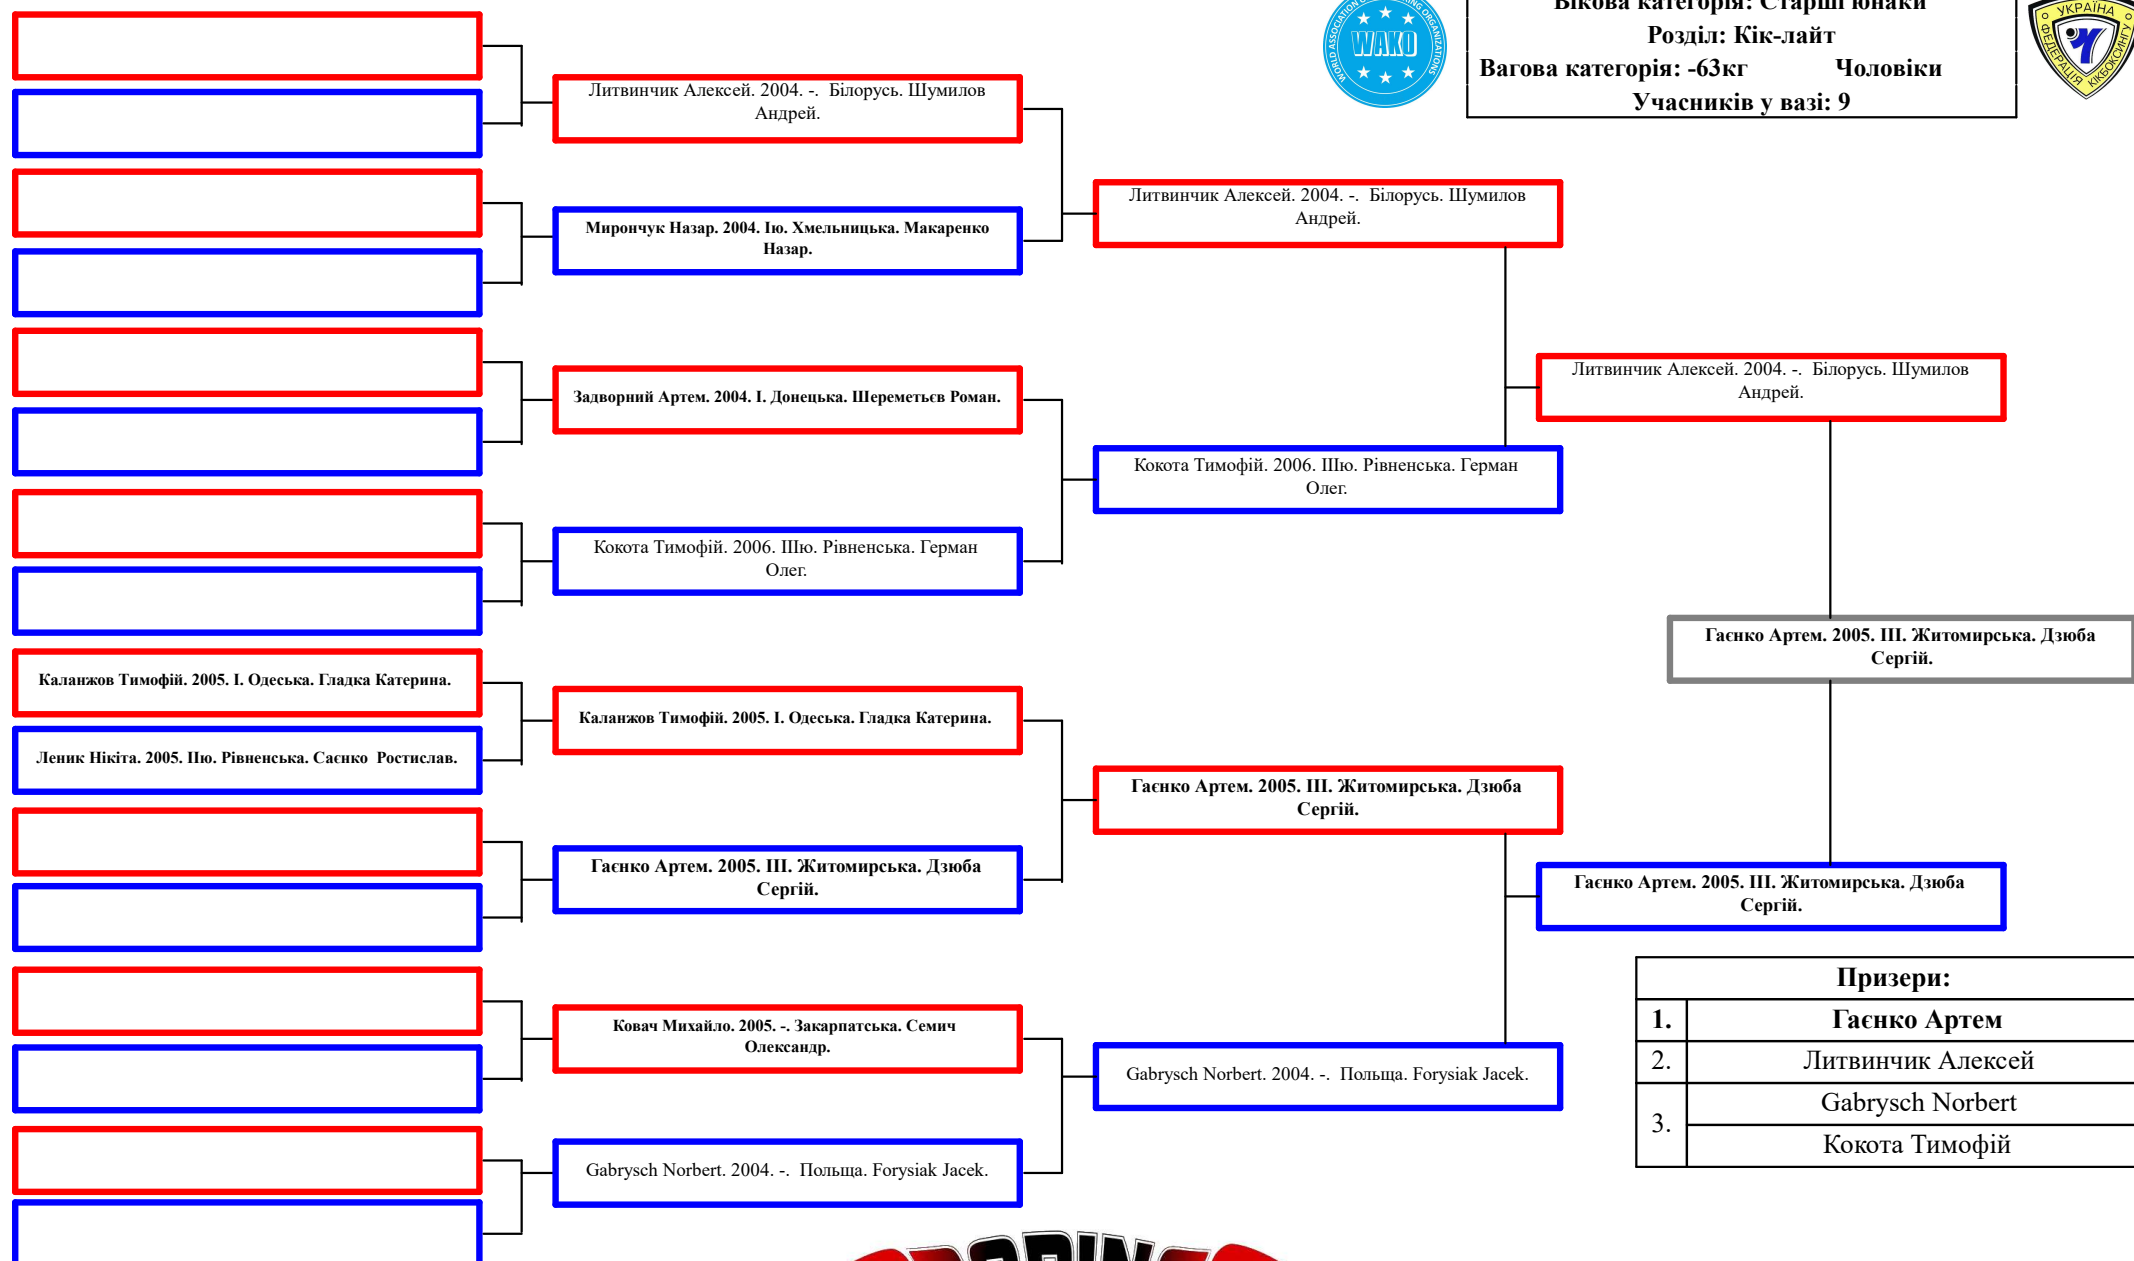 Вікова категорія: Старші юнаки
Розділ: Кік-лайт
Вагова категорія: -63кг Чоловіки
Учасників у вазі: 9
WORLD ASSOCIATION OF KICKBOXING ORGANIZATIONS
WAKO
УКРАЇНА
ФЕДЕРАЦІЯ КІКБОКСИНГУ
Каланжов Тимофій. 2005. І. Одеська. Гладка Катерина.
Леник Нікіта. 2005. ІІю. Рівненська. Саєнко Ростислав.
Литвинчик Алексей. 2004. -. Білорусь. Шумилов
Андрей.
Мирончук Назар. 2004. Ію. Хмельницька. Макаренко
Назар.
Задворний Артем. 2004. І. Донецька. Шереметьєв Роман.
Кокота Тимофій. 2006. ІІІю. Рівненська. Герман
Олег.
Каланжов Тимофій. 2005. І. Одеська. Гладка Катерина.
Гаєнко Артем. 2005. ІІІ. Житомирська. Дзюба
Сергій.
Ковач Михайло. 2005. -. Закарпатська. Семич
Олександр.
Gabrysch Norbert. 2004. -. Польща. Forysiak Jacek.
Литвинчик Алексей. 2004. -. Білорусь. Шумилов
Андрей.
Кокота Тимофій. 2006. ІІІю. Рівненська. Герман
Олег.
Гаєнко Артем. 2005. ІІІ. Житомирська. Дзюба
Сергій.
Gabrysch Norbert. 2004. -. Польща. Forysiak Jacek.
Литвинчик Алексей. 2004. -. Білорусь. Шумилов
Андрей.
Гаєнко Артем. 2005. ІІІ. Житомирська. Дзюба
Сергій.
Гаєнко Артем. 2005. ІІІ. Житомирська. Дзюба
Сергій.
Призери:
1. Гаєнко Артем
2. Литвинчик Алексей
3. Gabrysch Norbert
Кокота Тимофій